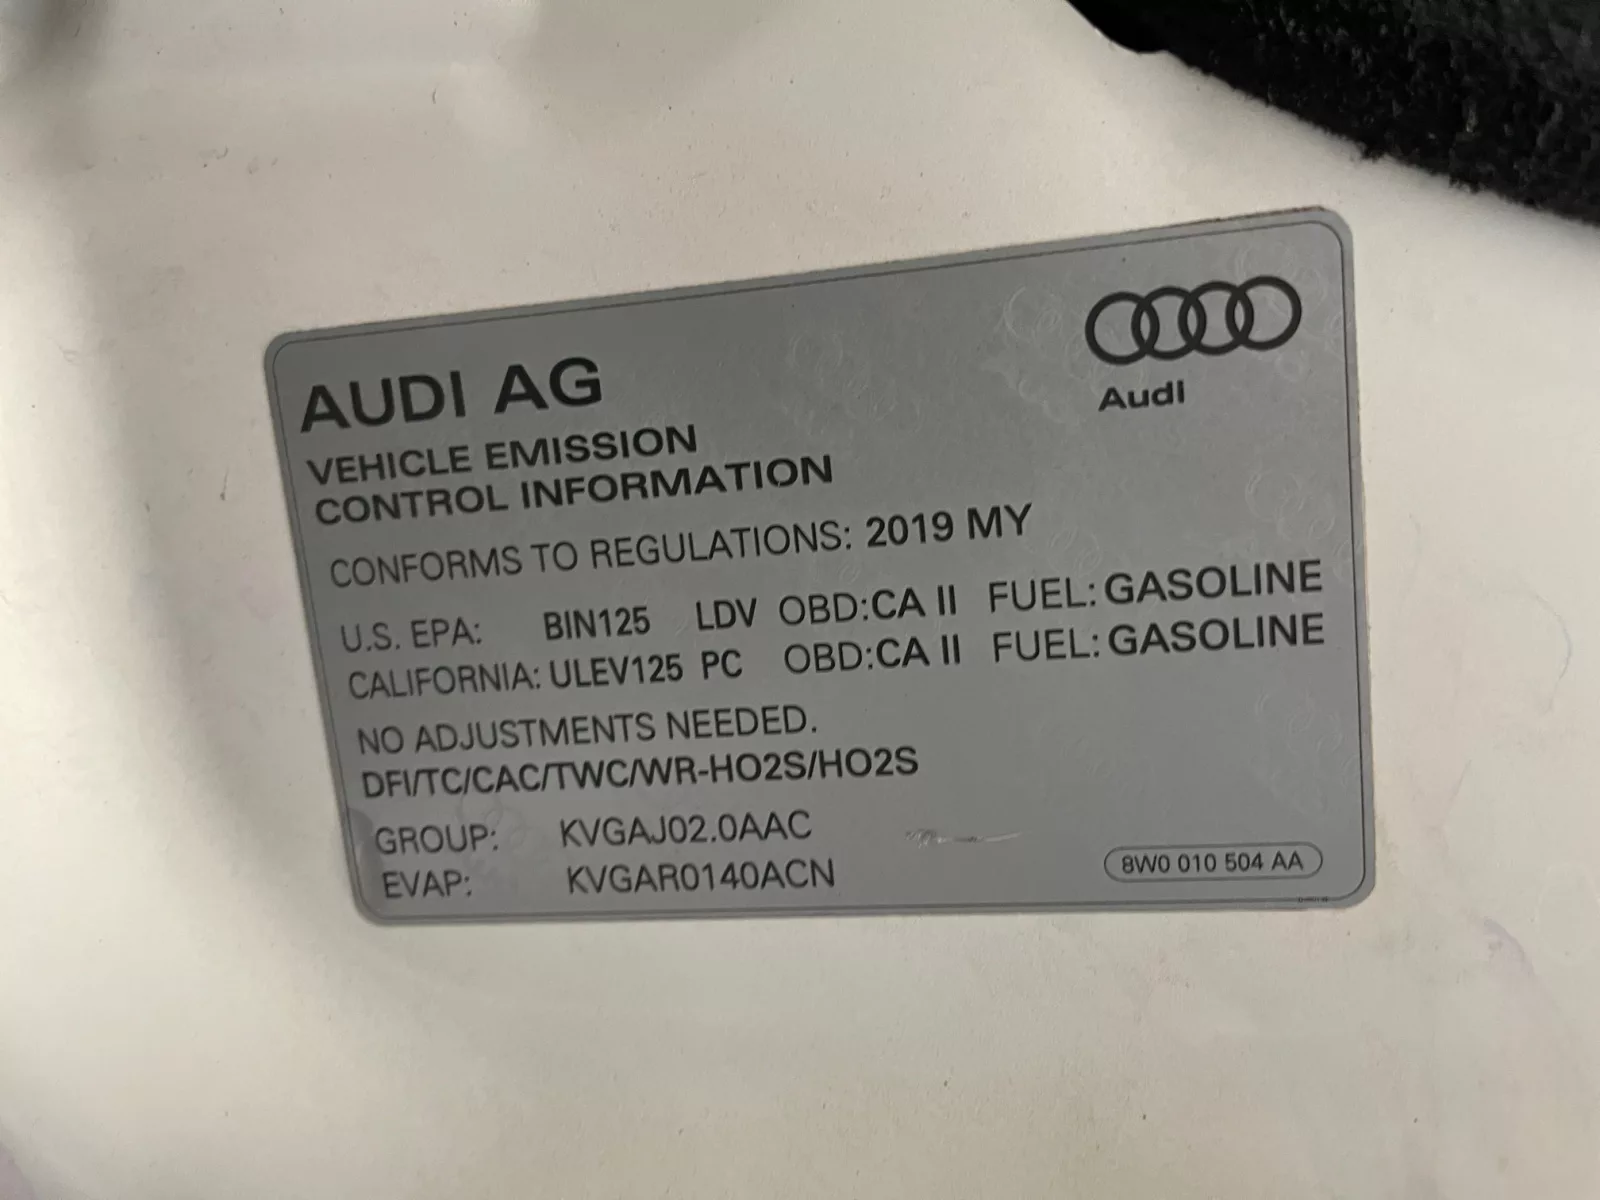 AUDI AG
Audi
VEHICLE EMISSION
CONTROL INFORMATION
CONFORMS TO REGULATIONS: 2019 MY
U.S. EPA: BIN125 LDV OBD:CA II FUEL: GASOLINE
CALIFORNIA: ULEV125 PC OBD:CA II FUEL: GASOLINE
NO ADJUSTMENTS NEEDED.
DFI/TC/CAC/TWC/WR-HO2S/HO2S
GROUP: KVGAJ02.0AAC
EVAP: KVGAR0140ACN
8W0 010 504 AA